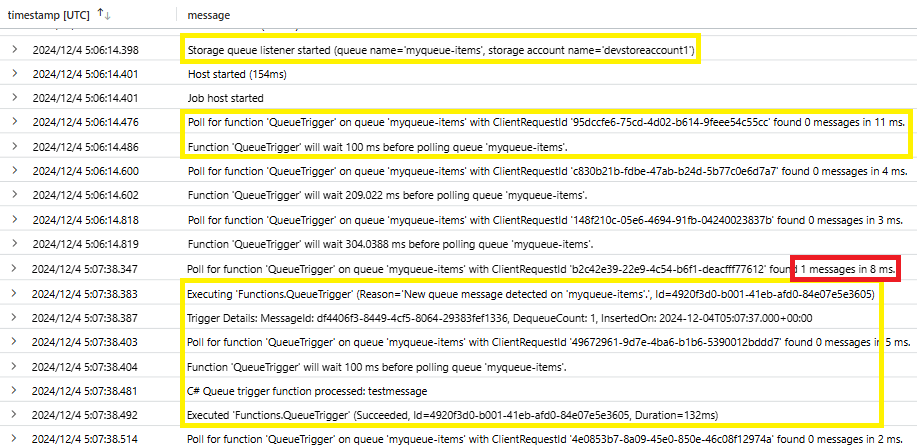 timestamp [UTC] ↑↓ message
2024/12/4 5:06:14.398 Storage queue listener started (queue name='myqueue-items', storage account name='devstoreaccount1')
2024/12/4 5:06:14.401 Host started (154ms)
2024/12/4 5:06:14.401 Job host started
2024/12/4 5:06:14.476 Poll for function 'QueueTrigger' on queue 'myqueue-items' with ClientRequestId '95dccfe6-75cd-4d02-b614-9feee54c55cc' found 0 messages in 11 ms.
2024/12/4 5:06:14.486 Function 'QueueTrigger' will wait 100 ms before polling queue 'myqueue-items'.
2024/12/4 5:06:14.600 Poll for function 'QueueTrigger' on queue 'myqueue-items' with ClientRequestId 'c830b21b-fdbe-47ab-b24d-5b77c0e6d7a7' found 0 messages in 4 ms.
2024/12/4 5:06:14.602 Function 'QueueTrigger' will wait 209.022 ms before polling queue 'myqueue-items'.
2024/12/4 5:06:14.818 Poll for function 'QueueTrigger' on queue 'myqueue-items' with ClientRequestId '148f210c-05e6-4694-91fb-04240023837b' found 0 messages in 3 ms.
2024/12/4 5:06:14.819 Function 'QueueTrigger' will wait 304.0388 ms before polling queue 'myqueue-items'.
2024/12/4 5:07:38.347 Poll for function 'QueueTrigger' on queue 'myqueue-items' with ClientRequestId 'b2c42e39-22e9-4c54-b6f1-deacfff77612' found 1 messages in 8 ms.
2024/12/4 5:07:38.383 Executing 'Functions.QueueTrigger' (Reason='New queue message detected on 'myqueue-items'.', Id=4920f3d0-b001-41eb-afd0-84e07e5e3605)
2024/12/4 5:07:38.387 Trigger Details: MessageId: df4406f3-8449-4cf5-8064-29383fef1336, DequeueCount: 1, InsertedOn: 2024-12-04T05:07:37.000+00:00
2024/12/4 5:07:38.403 Poll for function 'QueueTrigger' on queue 'myqueue-items' with ClientRequestId '49672961-9d7e-4ba6-b1b6-5390012bddd7' found 0 messages in 5 ms.
2024/12/4 5:07:38.404 Function 'QueueTrigger' will wait 100 ms before polling queue 'myqueue-items'.
2024/12/4 5:07:38.481 C# Queue trigger function processed: testmessage
2024/12/4 5:07:38.492 Executed 'Functions.QueueTrigger' (Succeeded, Id=4920f3d0-b001-41eb-afd0-84e07e5e3605, Duration=132ms)
2024/12/4 5:07:38.514 Poll for function 'QueueTrigger' on queue 'myqueue-items' with ClientRequestId '4e0853b7-8a09-45e0-850e-46c08f12974a' found 0 messages in 2 ms.